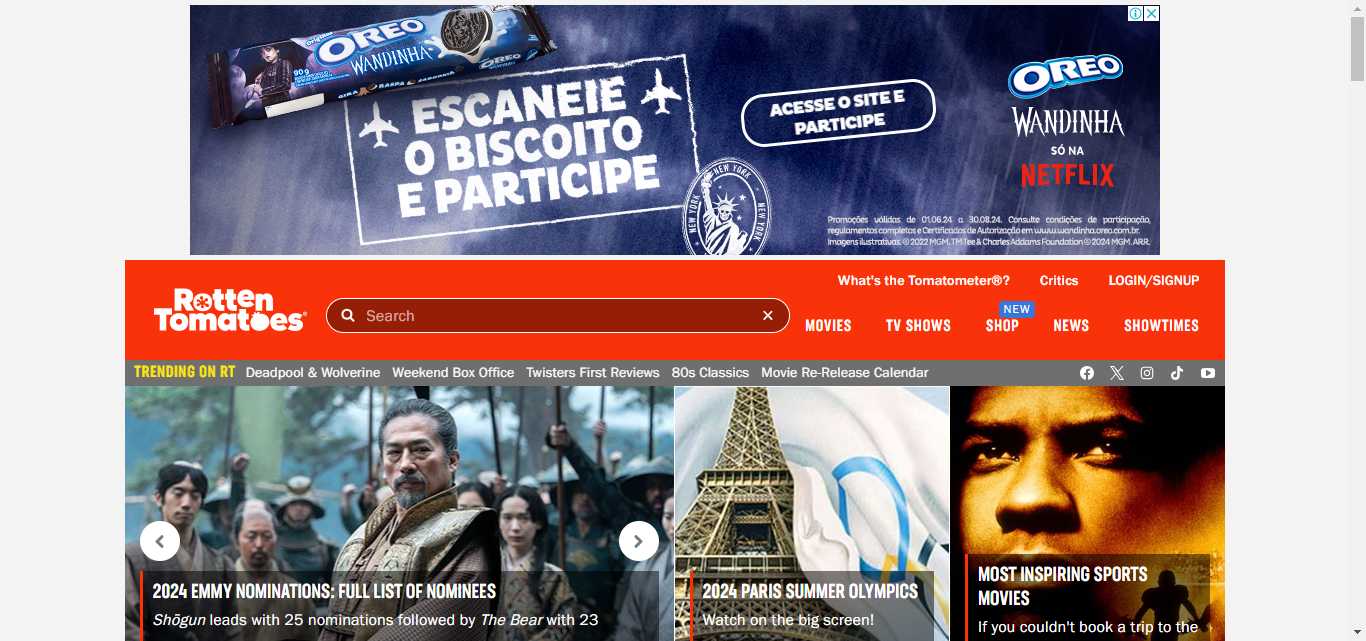 Original
OREO
WANDINHA
90g
ESCANEIE
O BISCOITO
E PARTICIPE
ACESSE O SITE E
PARTICIPE
NEW YORK
NEW YORK
NEW YORK
OREO
WANDINHA
SÓ NA
NETFLIX
Promoções válidas de 01.06.24 a 30.08.24. Consulte condições de participação,
regulamentos completos e Certificados de Autorização em www.wandinha.oreo.com.br.
Imagens ilustrativas. © 2022 MGM. TM Tee & Charles Addams Foundation © 2024 MGM. ARR.
What's the Tomatometer®?
Critics
LOGIN/SIGNUP
Rotten
Tomatoes®
Search
MOVIES
TV SHOWS
NEW
SHOP
NEWS
SHOWTIMES
TRENDING ON RT
Deadpool & Wolverine
Weekend Box Office
Twisters First Reviews
80s Classics
Movie Re-Release Calendar
2024 EMMY NOMINATIONS: FULL LIST OF NOMINEES
Shōgun leads with 25 nominations followed by The Bear with 23
2024 PARIS SUMMER OLYMPICS
Watch on the big screen!
MOST INSPIRING SPORTS
MOVIES
If you couldn't book a trip to the